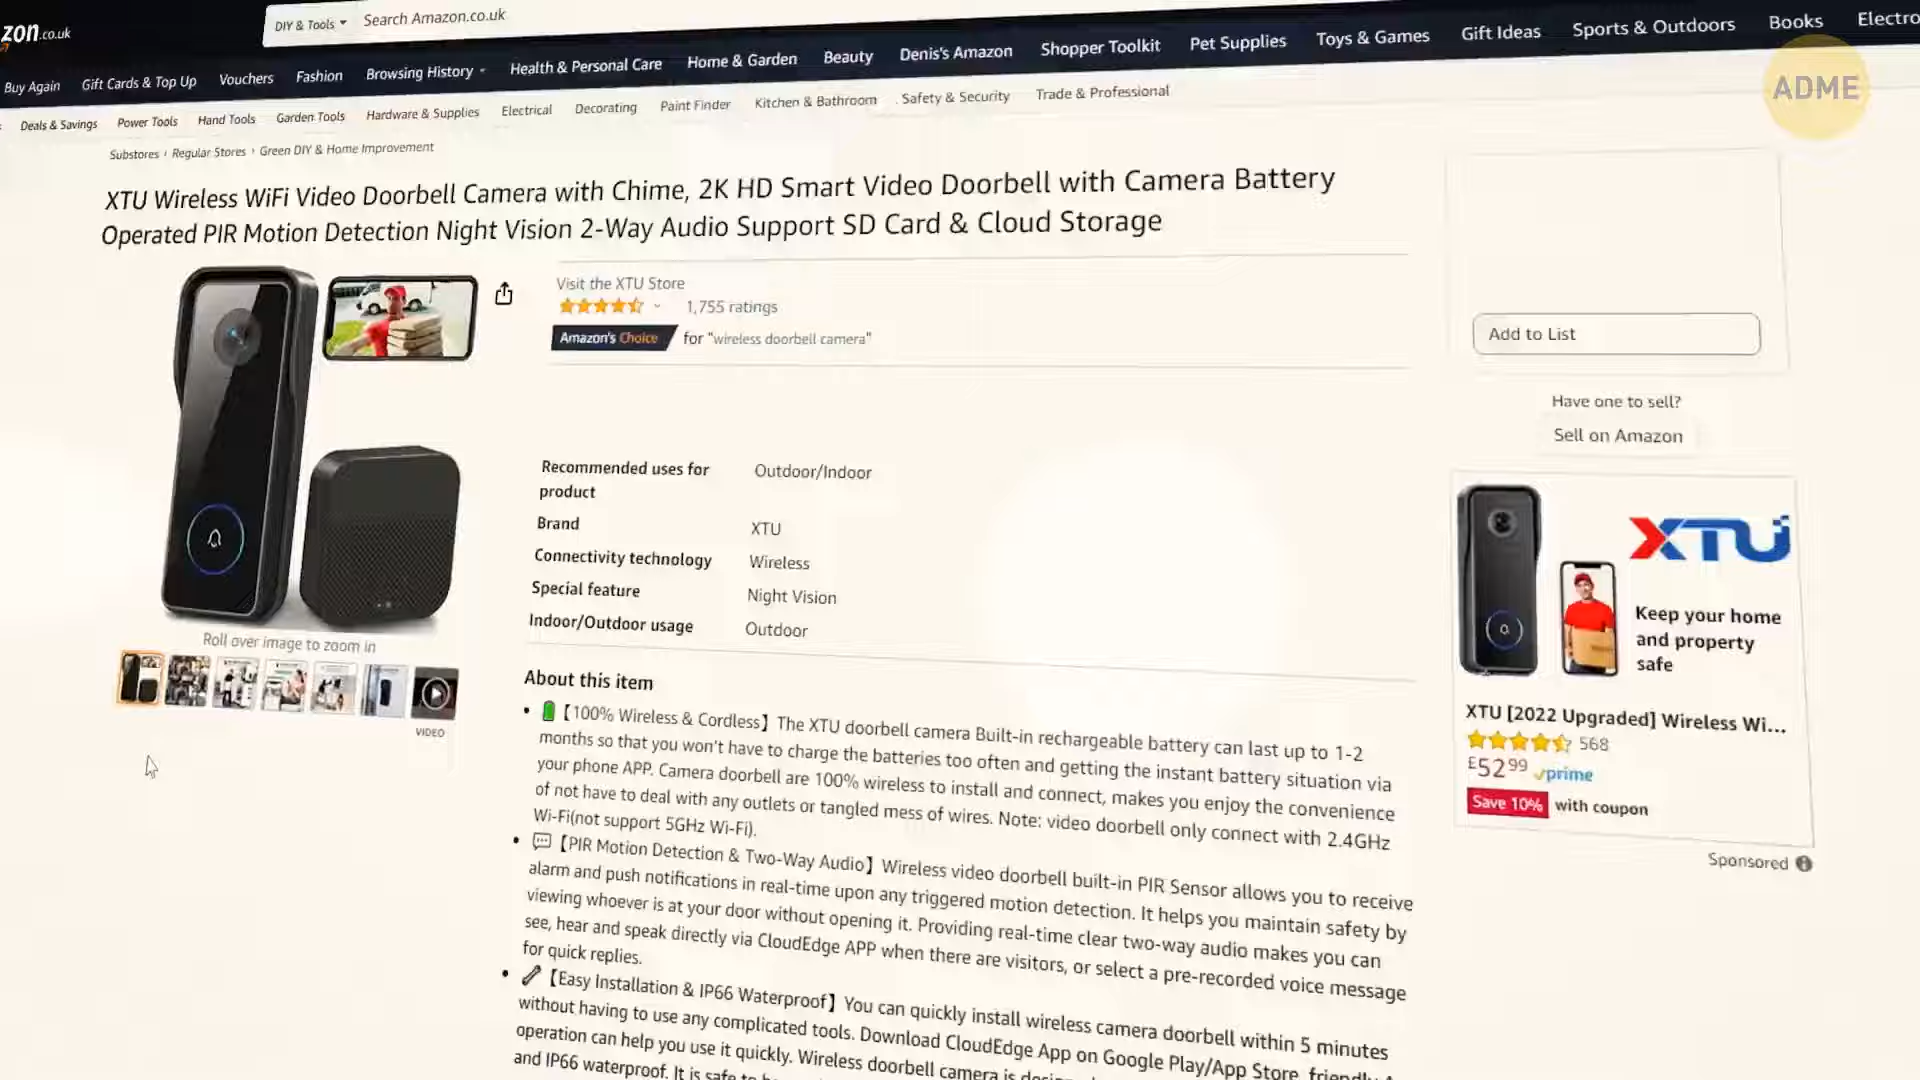 zon.co.uk
DIY & Tools
Search Amazon.co.uk
Buy Again Gift Cards & Top Up Vouchers Fashion Browsing History Health & Personal Care Home & Garden Beauty Denis's Amazon Shopper Toolkit Pet Supplies Toys & Games Gift Ideas Sports & Outdoors Books Electro
ADME
Deals & Savings Power Tools Hand Tools Garden Tools Hardware & Supplies Electrical Decorating Paint Finder Kitchen & Bathroom Safety & Security Trade & Professional
Substores › Regular Stores › Green DIY & Home Improvement
XTU Wireless WiFi Video Doorbell Camera with Chime, 2K HD Smart Video Doorbell with Camera Battery
Operated PIR Motion Detection Night Vision 2-Way Audio Support SD Card & Cloud Storage
Visit the XTU Store
1,755 ratings
Amazon's Choice for "wireless doorbell camera"
Recommended uses for product Outdoor/Indoor
Brand XTU
Connectivity technology Wireless
Special feature Night Vision
Indoor/Outdoor usage Outdoor
Roll over image to zoom in
VIDEO
About this item
• 【100% Wireless & Cordless】The XTU doorbell camera Built-in rechargeable battery can last up to 1-2
months so that you won't have to charge the batteries too often and getting the instant battery situation via
your phone APP. Camera doorbell are 100% wireless to install and connect, makes you enjoy the convenience
of not have to deal with any outlets or tangled mess of wires. Note: video doorbell only connect with 2.4GHz
Wi-Fi(not support 5GHz Wi-Fi).
• 【PIR Motion Detection & Two-Way Audio】Wireless video doorbell built-in PIR Sensor allows you to receive
alarm and push notifications in real-time upon any triggered motion detection. It helps you maintain safety by
viewing whoever is at your door without opening it. Providing real-time clear two-way audio makes you can
see, hear and speak directly via CloudEdge APP when there are visitors, or select a pre-recorded voice message
for quick replies.
• 【Easy Installation & IP66 Waterproof】You can quickly install wireless camera doorbell within 5 minutes
without having to use any complicated tools. Download CloudEdge App on Google Play/App Store, friendly
operation can help you use it quickly. Wireless doorbell camera is
and IP66 waterproof. It is safe to
Add to List
Have one to sell?
Sell on Amazon
XTU
Keep your home
and property
safe
XTU [2022 Upgraded] Wireless Wi...
568
£52.99 prime
Save 10% with coupon
Sponsored